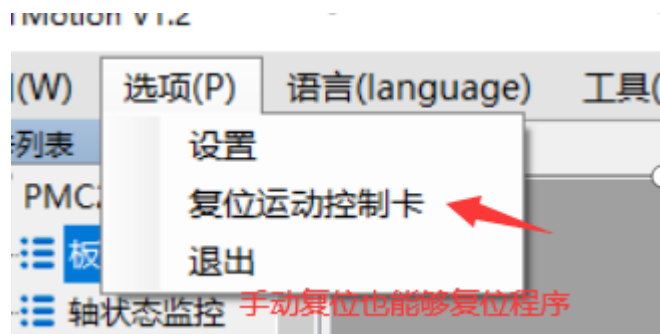 Motion V1.2
(W) 选项(P) 语言(language) 工具(
列表 设置
PMC 复位运动控制卡
板 退出
轴状态监控 手动复位也能够复位程序